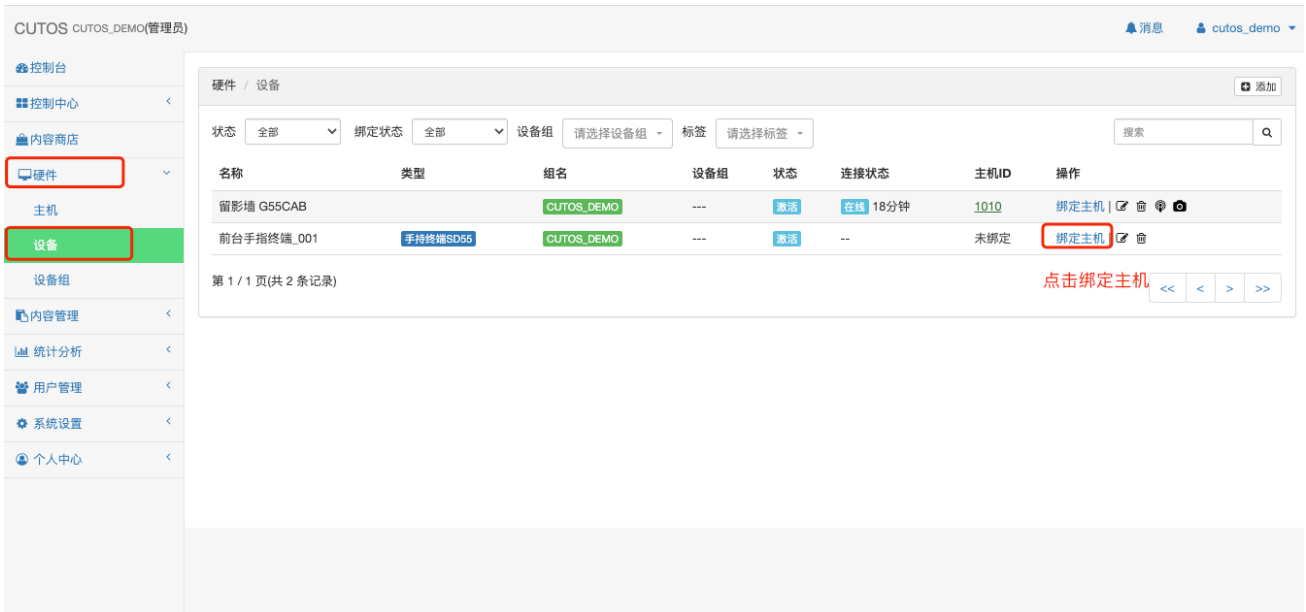 CUTOS CUTOS_DEMO(管理员) 消息 cutos_demo
控制台
控制中心
内容商店
硬件
主机
设备
设备组
内容管理
统计分析
用户管理
系统设置
个人中心
硬件 / 设备 添加
状态 全部 绑定状态 全部 设备组 请选择设备组 标签 请选择标签 搜索
名称 类型 组名 设备组 状态 连接状态 主机ID 操作
留影墙 G55CAB CUTOS_DEMO --- 激活 在线 18分钟 1010 绑定主机 |
前台手指终端_001 手持终端SD55 CUTOS_DEMO --- 激活 -- 未绑定 绑定主机 |
第 1 / 1 页(共 2 条记录) 点击绑定主机 << < > >>